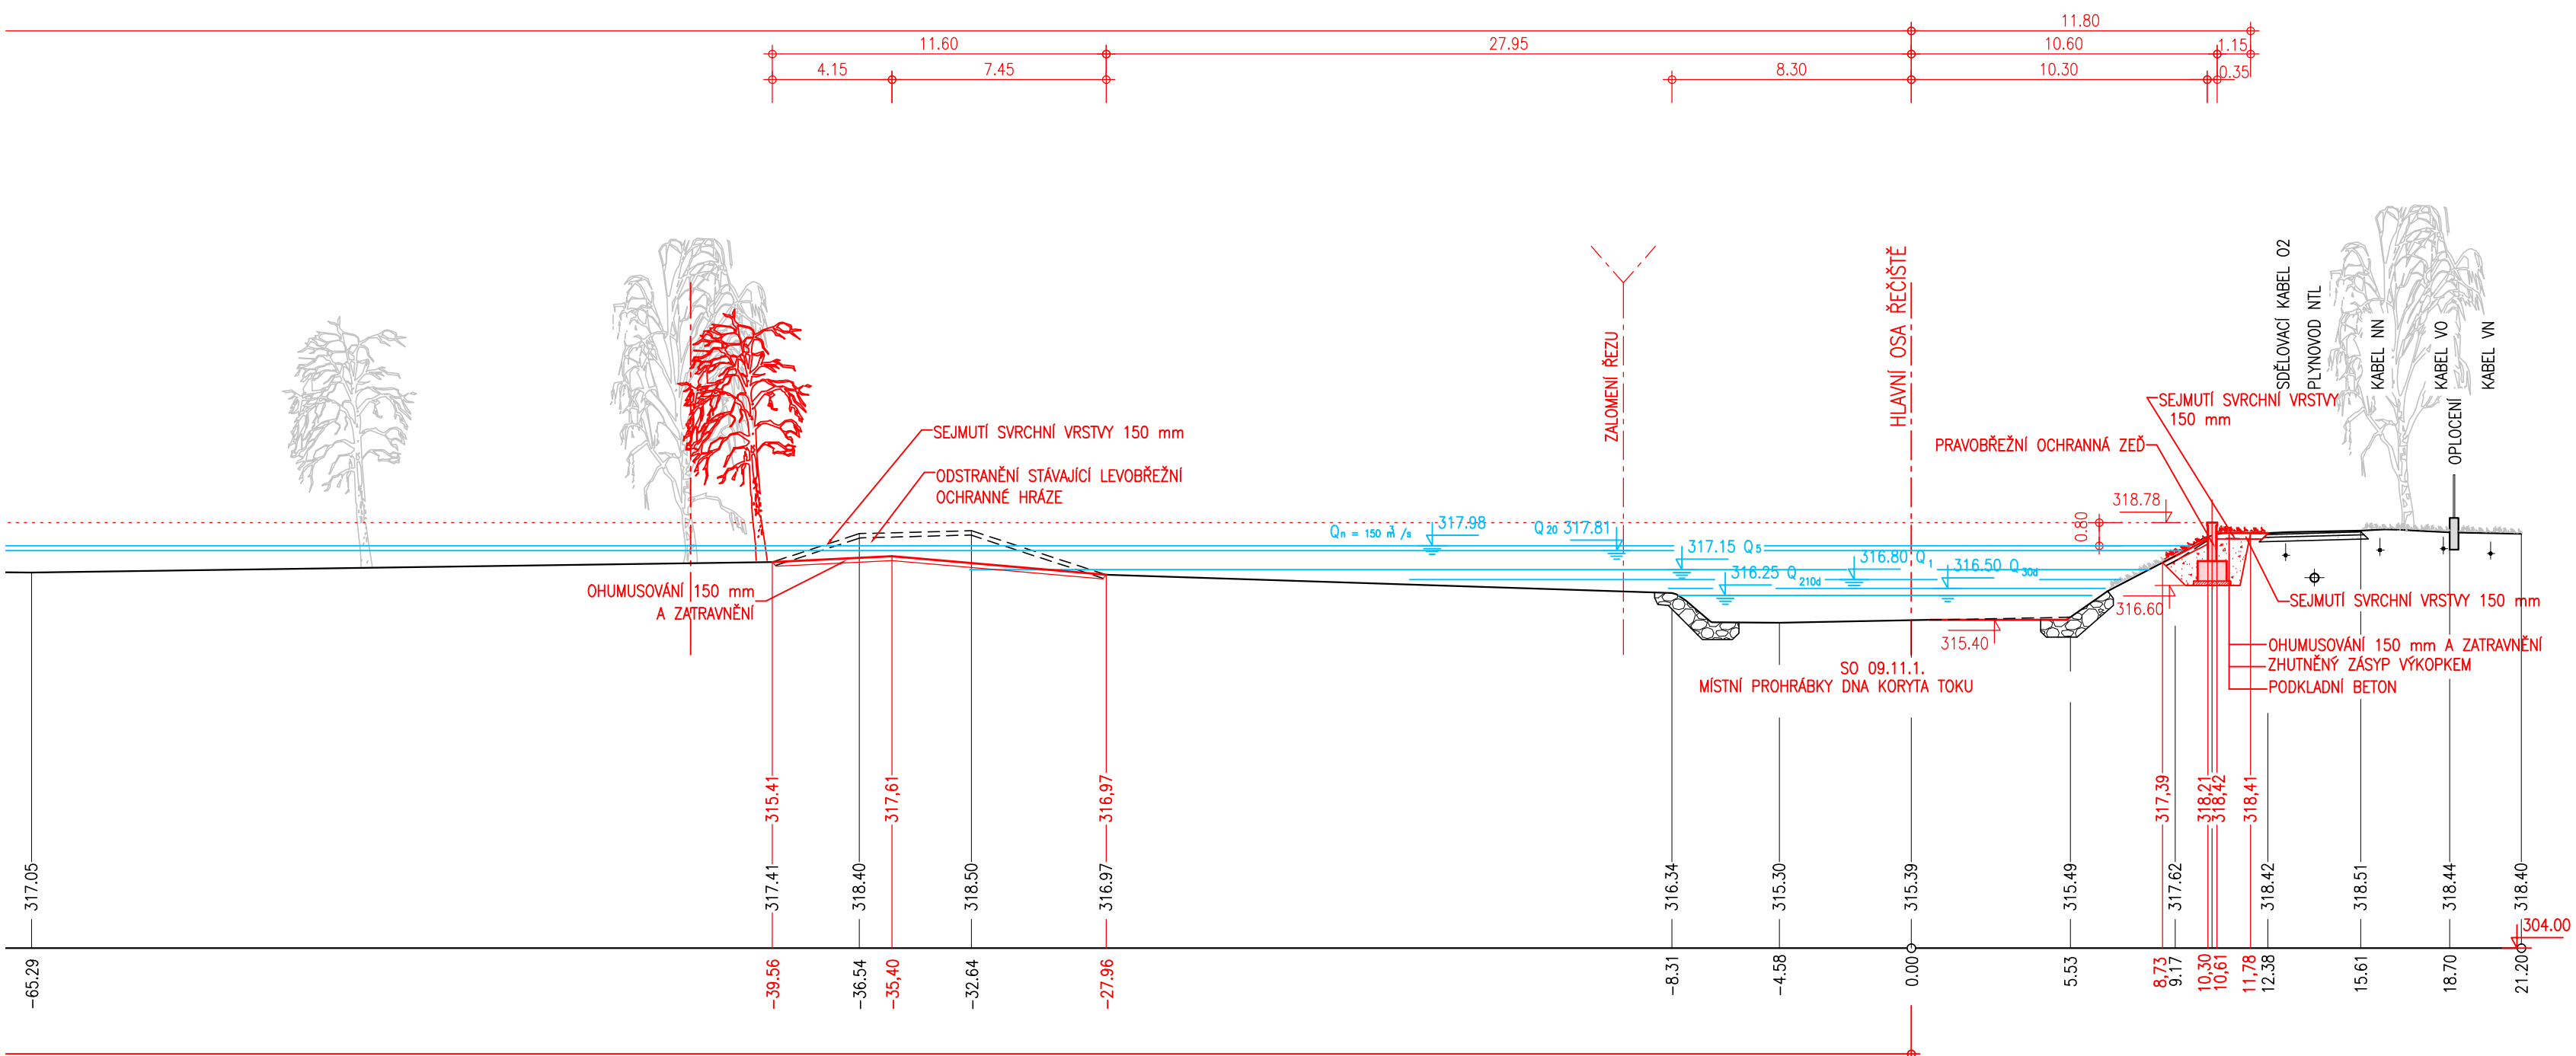 11.80
11.60
27.95
10.60
1.15
4.15
7.45
8.30
10.30
0.35
SDĚLOVACÍ KABEL O2
PLYNOVOD NTL
KABEL NN
KABEL VO
KABEL VN
OPLOCENÍ
ZALOMENÍ ŘEZU
HLAVNÍ OSA ŘEČIŠTĚ
SEJMUTÍ SVRCHNÍ VRSTVY
150 mm
PRAVOBŘEŽNÍ OCHRANNÁ ZEĎ
SEJMUTÍ SVRCHNÍ VRSTVY 150 mm
ODSTRANĚNÍ STÁVAJÍCÍ LEVOBŘEŽNÍ
OCHRANNÉ HRÁZE
318.78
0.80
Qn = 150 m3/s
317.98
Q20 317.81
317.15 Q5
316.80 Q1
316.50 Q30d
316.25 Q210d
OHUMUSOVÁNÍ 150 mm
A ZATRAVNĚNÍ
316.60
SEJMUTÍ SVRCHNÍ VRSTVY 150 mm
315.40
OHUMUSOVÁNÍ 150 mm A ZATRAVNĚNÍ
ZHUTNĚNÝ ZÁSYP VÝKOPKEM
PODKLADNÍ BETON
SO 09.11.1.
MÍSTNÍ PROHRÁBKY DNA KORYTA TOKU
315.41
317,61
316,97
317,39
318,21
318,42
318,41
317.05
317.41
318.40
318.50
316.97
316.34
315.30
315.39
315.49
317.62
318.42
318.51
318.44
318.40
304.00
-65.29
-39.56
-36.54
-35,40
-32.64
-27.96
-8.31
-4.58
0.00
5.53
8,73
9.17
10,30
10,61
11,78
12.38
15.61
18.70
21.20